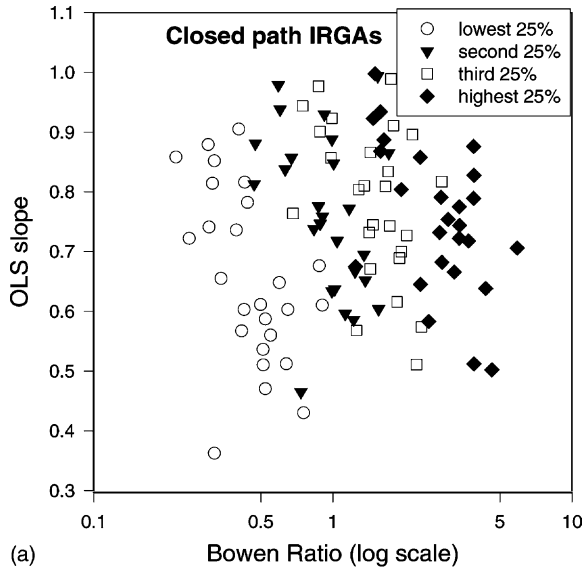 Closed path IRGAs
lowest 25%
second 25%
third 25%
highest 25%
1.1
1.0
0.9
0.8
0.7
0.6
0.5
0.4
0.3
OLS slope
0.1
0.5
1
5
10
(a)
Bowen Ratio (log scale)